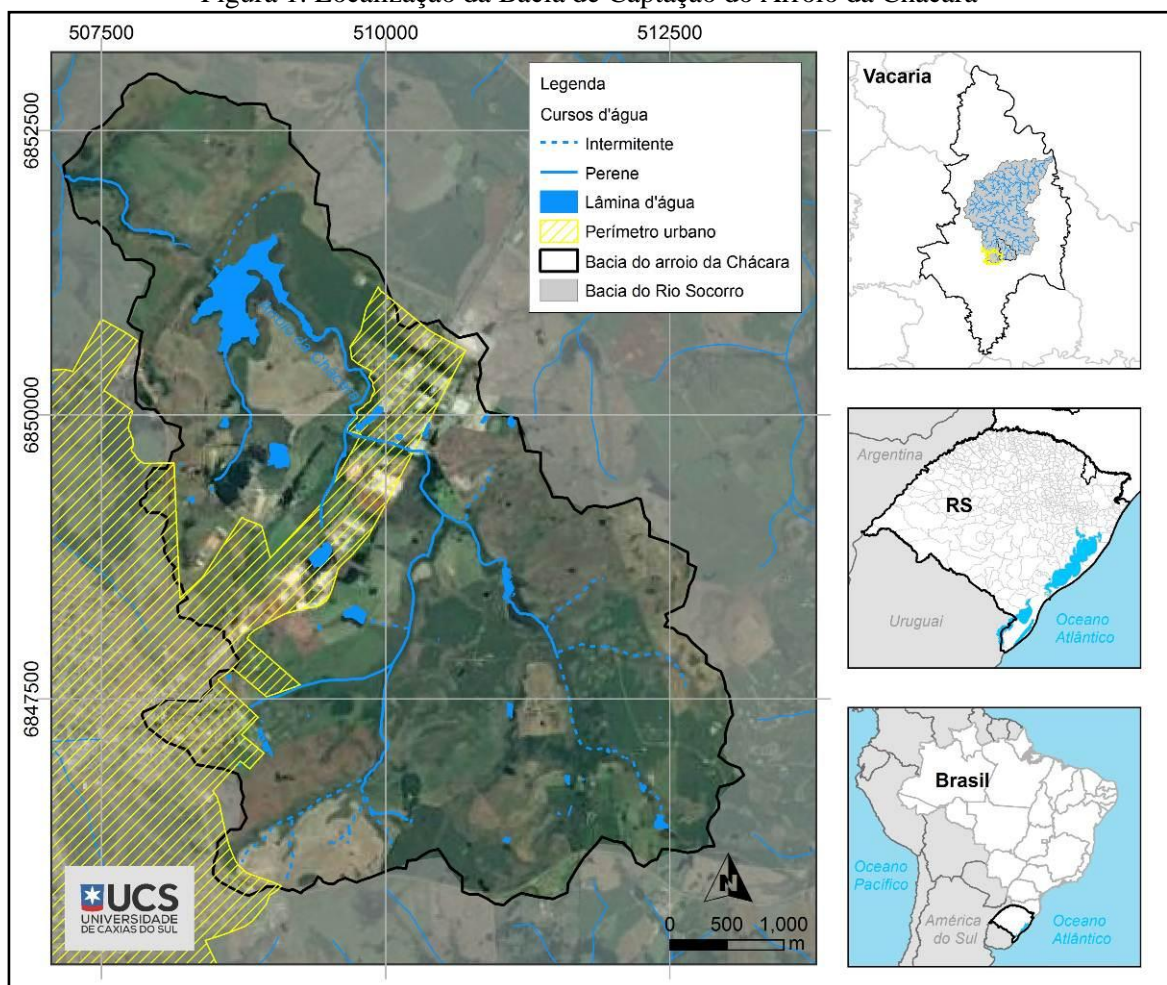 Figura 1: Localização da Bacia de Captação do Arroio da Chácara
507500
510000
512500
6852500
6850000
6847500
Legenda
Cursos d'água
Intermitente
Perene
Lâmina d'água
Perímetro urbano
Bacia do arroio da Chácara
Bacia do Rio Socorro
Arroio da Chácara
UCS
UNIVERSIDADE
DE CAXIAS DO SUL
N
0 500 1,000
m
Vacaria
Argentina
RS
Uruguai
Oceano
Atlântico
Brasil
Oceano
Pacífico
América
do Sul
Oceano
Atlântico